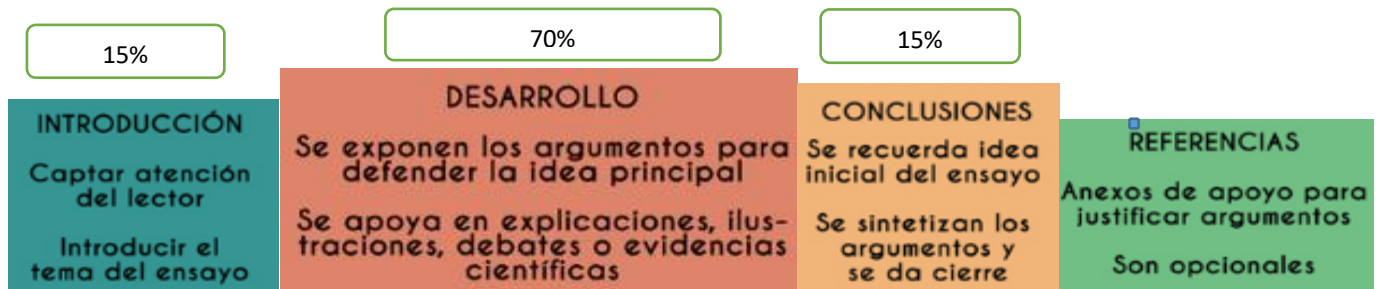 15%
70%
15%
INTRODUCCIÓN
Captar atención
del lector
Introducir el
tema del ensayo
DESARROLLO
Se exponen los argumentos para
defender la idea principal
Se apoya en explicaciones, ilus-
traciones, debates o evidencias
científicas
CONCLUSIONES
Se recuerda idea
inicial del ensayo
Se sintetizan los
argumentos y
se da cierre
REFERENCIAS
Anexos de apoyo para
justificar argumentos
Son opcionales